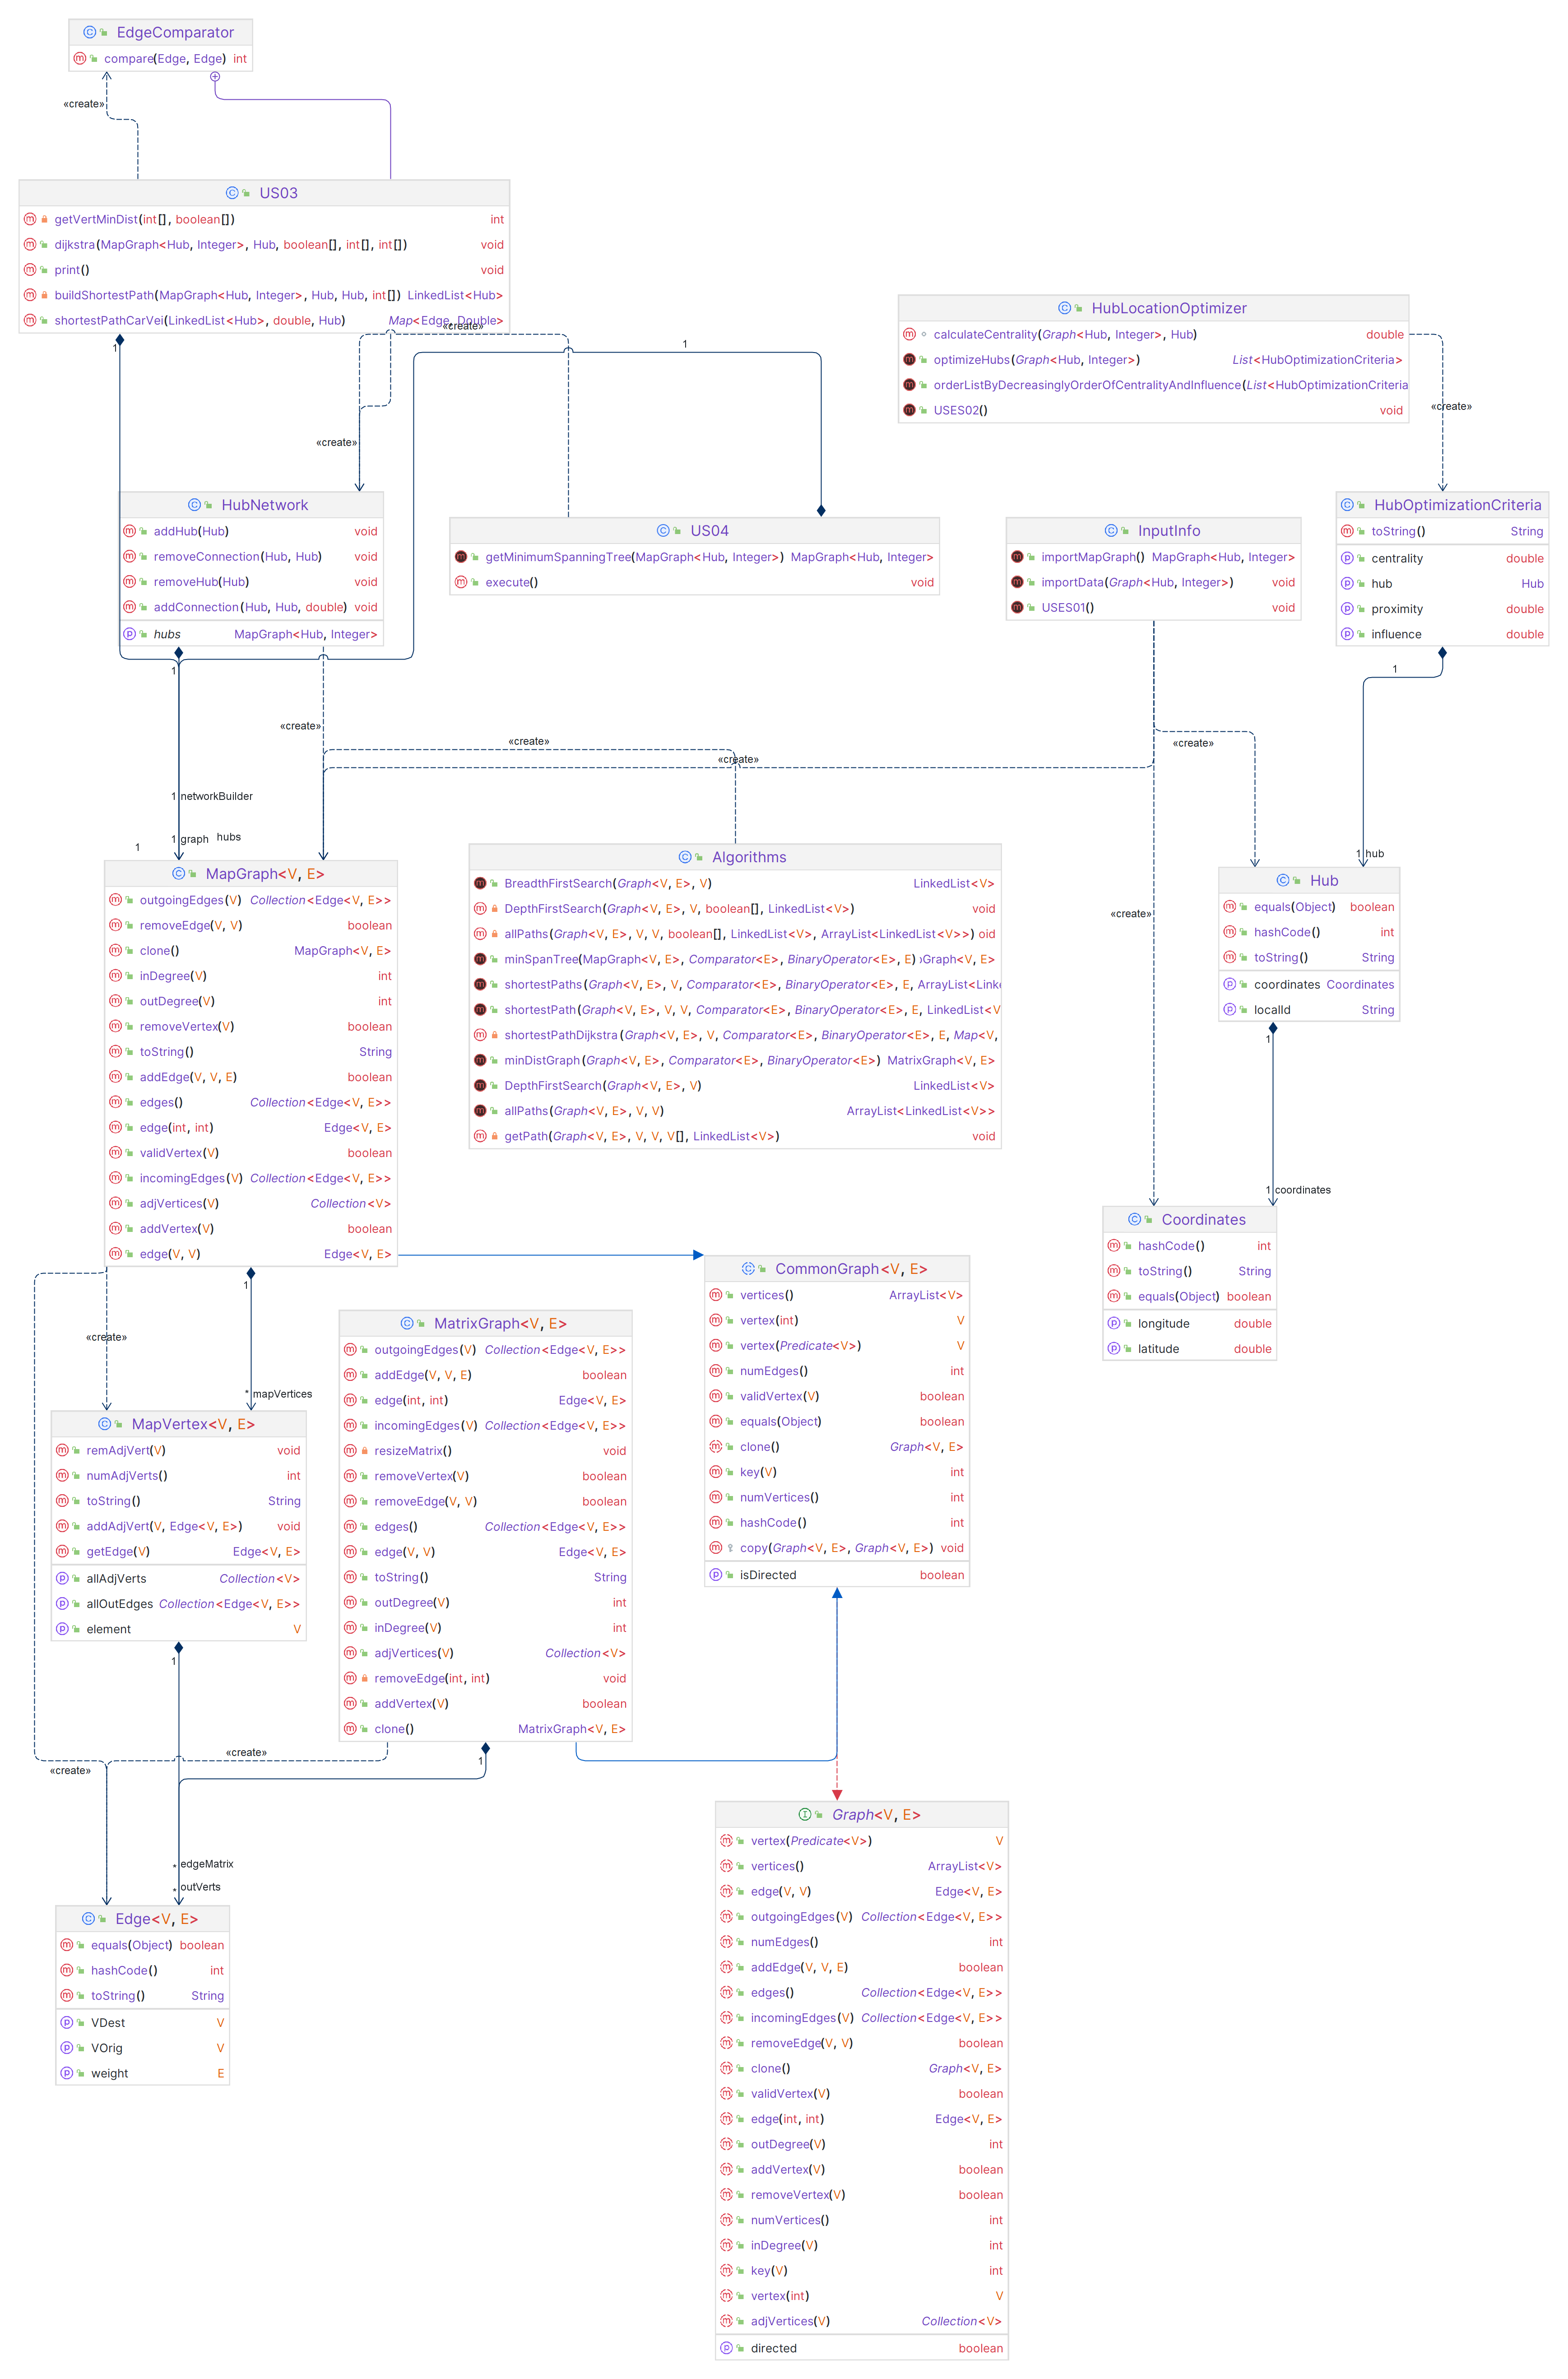 EdgeComparator
compare(Edge, Edge) int
«create»
US03
getVertMinDist(int[], boolean[]) int
dijkstra(MapGraph<Hub, Integer>, Hub, boolean[], int[], int[]) void
print() void
buildShortestPath(MapGraph<Hub, Integer>, Hub, Hub, int[]) LinkedList<Hub>
shortestPathCarVei(LinkedList<Hub>, double, Hub) Map<Edge, Double>
«create»
1
1
«create»
HubLocationOptimizer
calculateCentrality(Graph<Hub, Integer>, Hub) double
optimizeHubs(Graph<Hub, Integer>) List<HubOptimizationCriteria>
orderListByDecreasinglyOrderOfCentralityAndInfluence(List<HubOptimizationCriteria
USES02() void
«create»
HubNetwork
addHub(Hub) void
removeConnection(Hub, Hub) void
removeHub(Hub) void
addConnection(Hub, Hub, double) void
hubs MapGraph<Hub, Integer>
US04
getMinimumSpanningTree(MapGraph<Hub, Integer>) MapGraph<Hub, Integer>
execute() void
InputInfo
importMapGraph() MapGraph<Hub, Integer>
importData(Graph<Hub, Integer>) void
USES01() void
HubOptimizationCriteria
toString() String
centrality double
hub Hub
proximity double
influence double
1
1
«create»
«create»
«create»
«create»
1 networkBuilder
1 graph hubs
1
1 hub
«create»
MapGraph<V, E>
outgoingEdges(V) Collection<Edge<V, E>>
removeEdge(V, V) boolean
clone() MapGraph<V, E>
inDegree(V) int
outDegree(V) int
removeVertex(V) boolean
toString() String
addEdge(V, V, E) boolean
edges() Collection<Edge<V, E>>
edge(int, int) Edge<V, E>
validVertex(V) boolean
incomingEdges(V) Collection<Edge<V, E>>
adjVertices(V) Collection<V>
addVertex(V) boolean
edge(V, V) Edge<V, E>
Algorithms
BreadthFirstSearch(Graph<V, E>, V) LinkedList<V>
DepthFirstSearch(Graph<V, E>, V, boolean[], LinkedList<V>) void
allPaths(Graph<V, E>, V, V, boolean[], LinkedList<V>, ArrayList<LinkedList<V>>) oid
minSpanTree(MapGraph<V, E>, Comparator<E>, BinaryOperator<E>, E) Graph<V, E>
shortestPaths(Graph<V, E>, V, Comparator<E>, BinaryOperator<E>, E, ArrayList<Link
shortestPath(Graph<V, E>, V, V, Comparator<E>, BinaryOperator<E>, E, LinkedList<V
shortestPathDijkstra(Graph<V, E>, V, Comparator<E>, BinaryOperator<E>, E, Map<V,
minDistGraph(Graph<V, E>, Comparator<E>, BinaryOperator<E>) MatrixGraph<V, E>
DepthFirstSearch(Graph<V, E>, V) LinkedList<V>
allPaths(Graph<V, E>, V, V) ArrayList<LinkedList<V>>
getPath(Graph<V, E>, V, V, V[], LinkedList<V>) void
Hub
equals(Object) boolean
hashCode() int
toString() String
coordinates Coordinates
localId String
1
1 coordinates
Coordinates
hashCode() int
toString() String
equals(Object) boolean
longitude double
latitude double
1
«create»
* mapVertices
CommonGraph<V, E>
vertices() ArrayList<V>
vertex(int) V
vertex(Predicate<V>) V
numEdges() int
validVertex(V) boolean
equals(Object) boolean
clone() Graph<V, E>
key(V) int
numVertices() int
hashCode() int
copy(Graph<V, E>, Graph<V, E>) void
isDirected boolean
MatrixGraph<V, E>
outgoingEdges(V) Collection<Edge<V, E>>
addEdge(V, V, E) boolean
edge(int, int) Edge<V, E>
incomingEdges(V) Collection<Edge<V, E>>
resizeMatrix() void
removeVertex(V) boolean
removeEdge(V, V) boolean
edges() Collection<Edge<V, E>>
edge(V, V) Edge<V, E>
toString() String
outDegree(V) int
inDegree(V) int
adjVertices(V) Collection<V>
removeEdge(int, int) void
addVertex(V) boolean
clone() MatrixGraph<V, E>
MapVertex<V, E>
remAdjVert(V) void
numAdjVerts() int
toString() String
addAdjVert(V, Edge<V, E>) void
getEdge(V) Edge<V, E>
allAdjVerts Collection<V>
allOutEdges Collection<Edge<V, E>>
element V
1
«create»
1
«create»
* edgeMatrix
* outVerts
Edge<V, E>
equals(Object) boolean
hashCode() int
toString() String
VDest V
VOrig V
weight E
Graph<V, E>
vertex(Predicate<V>) V
vertices() ArrayList<V>
edge(V, V) Edge<V, E>
outgoingEdges(V) Collection<Edge<V, E>>
numEdges() int
addEdge(V, V, E) boolean
edges() Collection<Edge<V, E>>
incomingEdges(V) Collection<Edge<V, E>>
removeEdge(V, V) boolean
clone() Graph<V, E>
validVertex(V) boolean
edge(int, int) Edge<V, E>
outDegree(V) int
addVertex(V) boolean
removeVertex(V) boolean
numVertices() int
inDegree(V) int
key(V) int
vertex(int) V
adjVertices(V) Collection<V>
directed boolean